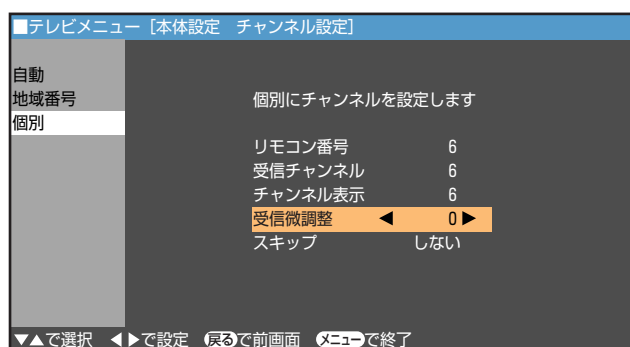 ■テレビメニュー［本体設定　チャンネル設定］
自動
地域番号
個別
個別にチャンネルを設定します
リモコン番号 6
受信チャンネル 6
チャンネル表示 6
受信微調整 ◀ 0▶
スキップ しない
▼▲で選択 ◀▶で設定 戻るで前画面 メニューで終了